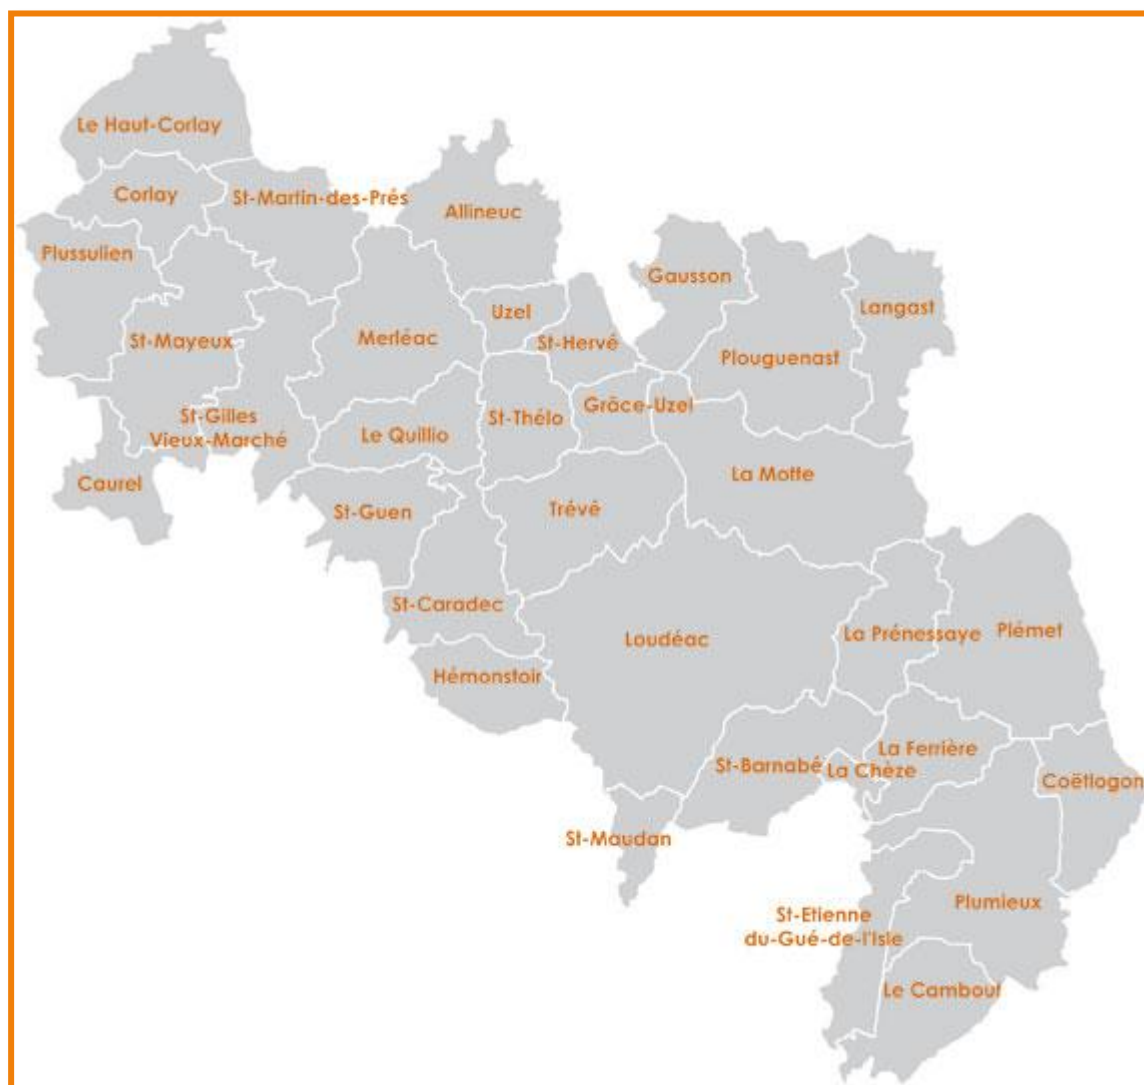 Le Haut-Corlay
Corlay
St-Martin-des-Prés
Allineuc
Plussulien
Gausson
Langast
Uzel
St-Mayeux
Merléac
St-Hervé
Plouguenast
Grâce-Uzel
St-Gilles
Vieux-Marché
Le Quillio
St-Thélo
Caurel
La Motte
St-Guen
Trévé
St-Caradec
Loudéac
La Prénessaye
Plémet
Hémonstoir
La Ferrière
St-Barnabé
La Chèze
Coëtlogon
St-Maudan
Plumieux
St-Etienne
du-Gué-de-l'Isle
Le Cambout